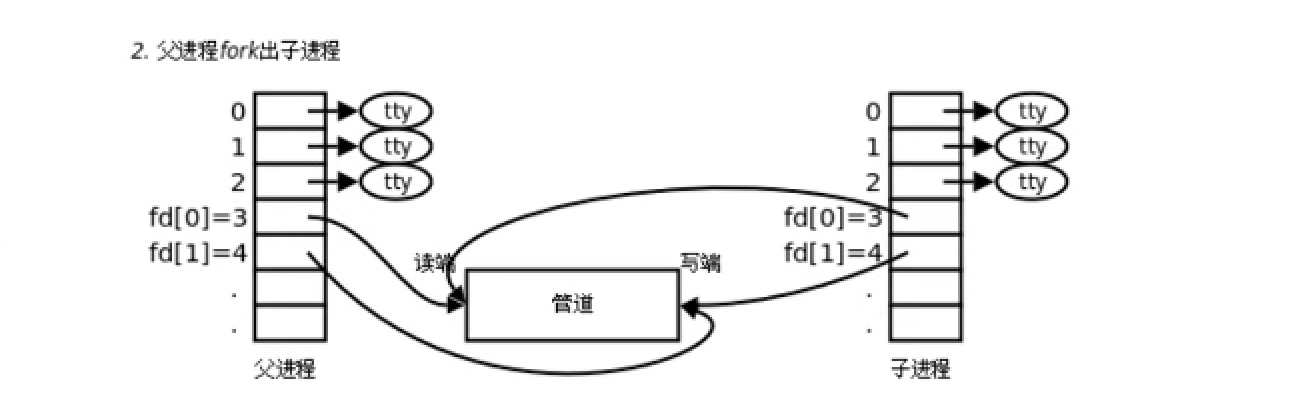 2. 父进程fork出子进程
0 tty 0 tty
1 tty 1 tty
2 tty 2 tty
fd[0]=3 fd[0]=3
fd[1]=4 读端 写端 fd[1]=4
. .
管道
. .
父进程 子进程